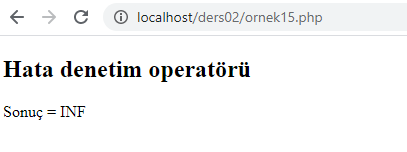 localhost/ders02/ornek15.php
Hata denetim operatörü
Sonuç = INF